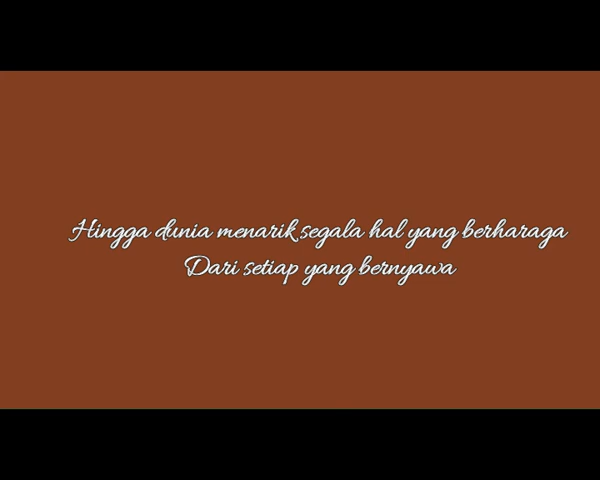 Hingga dunia menarik segala hal yang berharaga
Dari setiap yang bernyawa